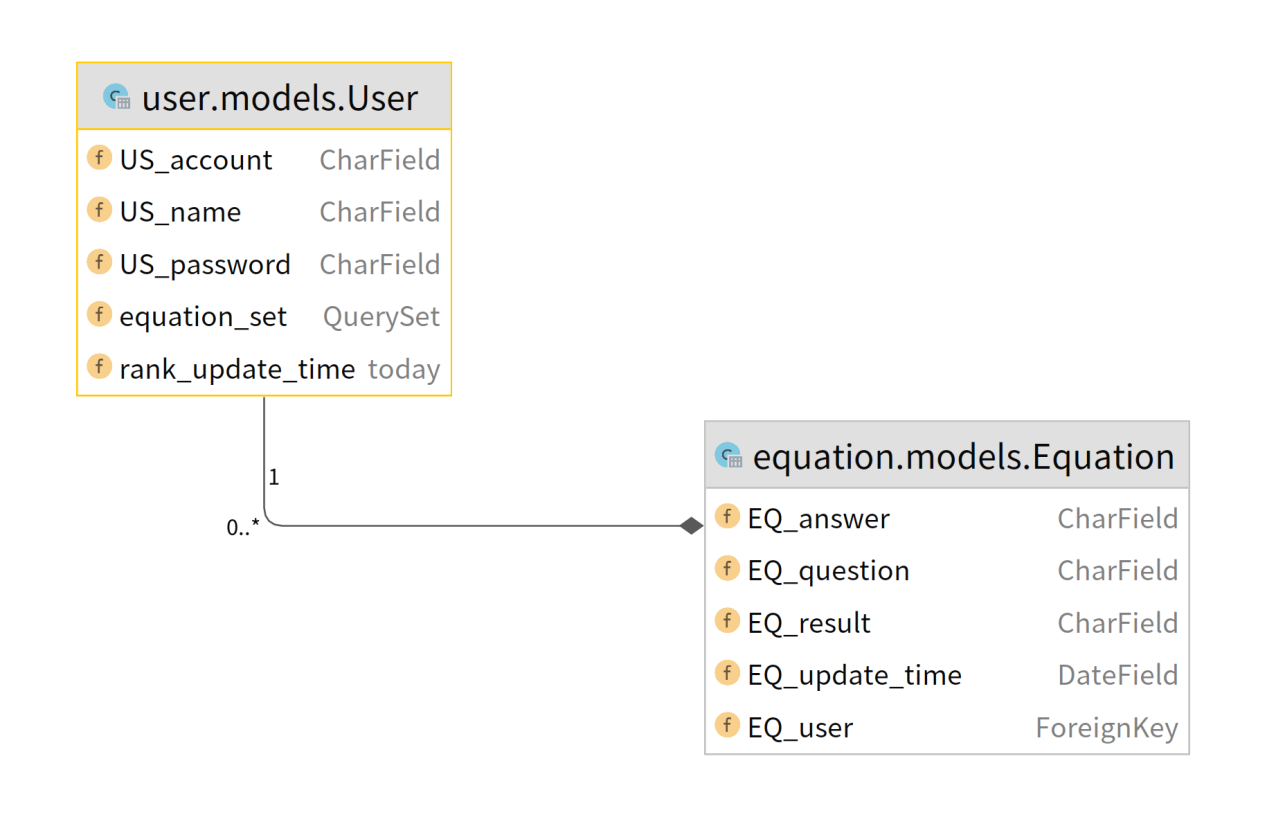 user.models.User
US_account CharField
US_name CharField
US_password CharField
equation_set QuerySet
rank_update_time today
1
0..*
equation.models.Equation
EQ_answer CharField
EQ_question CharField
EQ_result CharField
EQ_update_time DateField
EQ_user ForeignKey